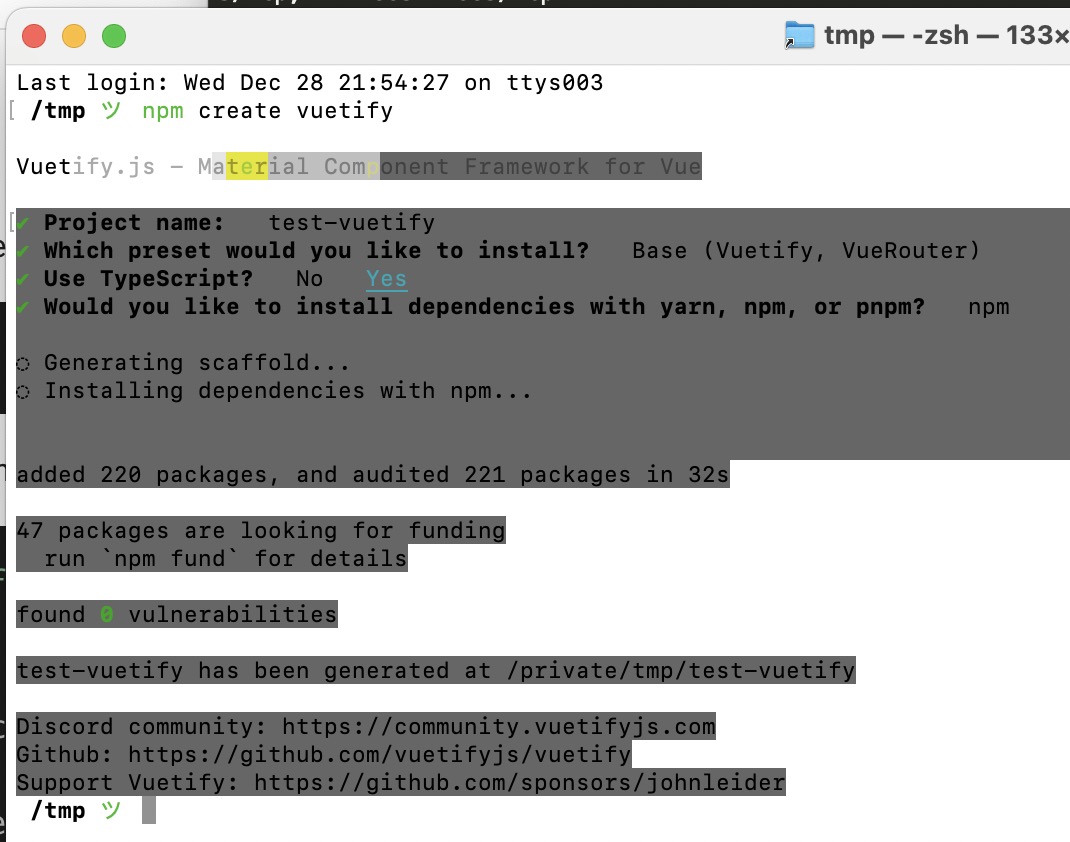 tmp — -zsh — 133×
Last login: Wed Dec 28 21:54:27 on ttys003
[ /tmp ツ npm create vuetify
Vuetify.js - Material Component Framework for Vue
[✔ Project name: test-vuetify
✔ Which preset would you like to install? Base (Vuetify, VueRouter)
✔ Use TypeScript? No Yes
✔ Would you like to install dependencies with yarn, npm, or pnpm? npm
◌ Generating scaffold...
◌ Installing dependencies with npm...
added 220 packages, and audited 221 packages in 32s
47 packages are looking for funding
run `npm fund` for details
found 0 vulnerabilities
test-vuetify has been generated at /private/tmp/test-vuetify
Discord community: https://community.vuetifyjs.com
Github: https://github.com/vuetifyjs/vuetify
Support Vuetify: https://github.com/sponsors/johnleider
/tmp ツ